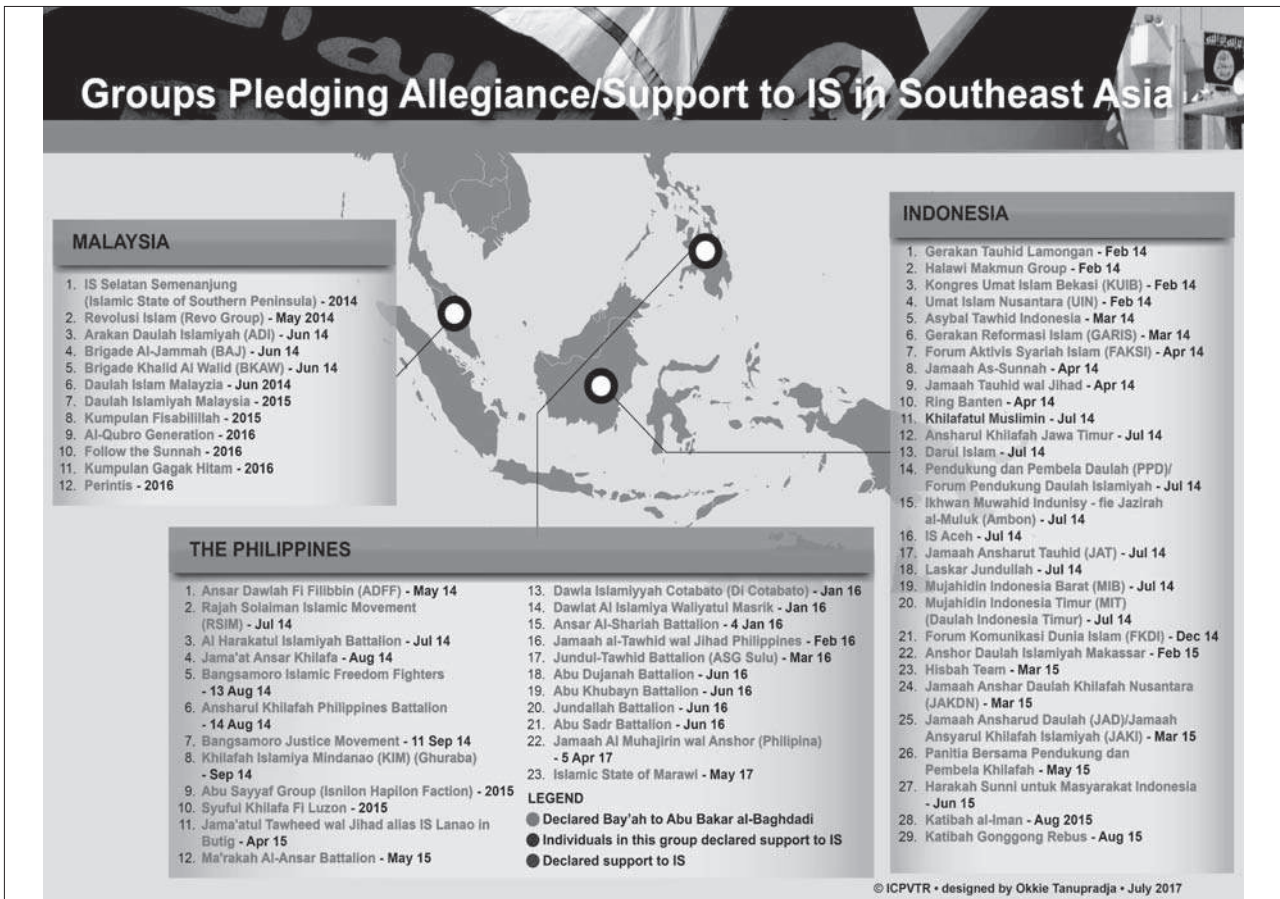 Groups Pledging Allegiance/Support to IS in Southeast Asia
MALAYSIA
1. IS Selatan Semenanjung
(Islamic State of Southern Peninsula) - 2014
2. Revolusi Islam (Revo Group) - May 2014
3. Arakan Daulah Islamiyah (ADI) - Jun 14
4. Brigade Al-Jammah (BAJ) - Jun 14
5. Brigade Khalid Al Walid (BKAW) - Jun 14
6. Daulah Islam Malayzia - Jun 2014
7. Daulah Islamiyah Malaysia - 2015
8. Kumpulan Fisabilillah - 2015
9. Al-Qubro Generation - 2016
10. Follow the Sunnah - 2016
11. Kumpulan Gagak Hitam - 2016
12. Perintis - 2016
THE PHILIPPINES
1. Ansar Dawlah Fi Filibbin (ADFF) - May 14
2. Rajah Solaiman Islamic Movement
(RSIM) - Jul 14
3. Al Harakatul Islamiyah Battalion - Jul 14
4. Jama'at Ansar Khilafa - Aug 14
5. Bangsamoro Islamic Freedom Fighters
- 13 Aug 14
6. Ansharul Khilafah Philippines Battalion
- 14 Aug 14
7. Bangsamoro Justice Movement - 11 Sep 14
8. Khilafah Islamiya Mindanao (KIM) (Ghuraba)
- Sep 14
9. Abu Sayyaf Group (Isnilon Hapilon Faction) - 2015
10. Syuful Khilafa Fi Luzon - 2015
11. Jama'atul Tawheed wal Jihad alias IS Lanao in
Butig - Apr 15
12. Ma'rakah Al-Ansar Battalion - May 15
13. Dawla Islamiyyah Cotabato (Di Cotabato) - Jan 16
14. Dawlat Al Islamiya Waliyatul Masrik - Jan 16
15. Ansar Al-Shariah Battalion - 4 Jan 16
16. Jamaah al-Tawhid wal Jihad Philippines - Feb 16
17. Jundul-Tawhid Battalion (ASG Sulu) - Mar 16
18. Abu Dujanah Battalion - Jun 16
19. Abu Khubayn Battalion - Jun 16
20. Jundallah Battalion - Jun 16
21. Abu Sadr Battalion - Jun 16
22. Jamaah Al Muhajirin wal Anshor (Philipina)
- 5 Apr 17
23. Islamic State of Marawi - May 17
LEGEND
Declared Bay'ah to Abu Bakar al-Baghdadi
Individuals in this group declared support to IS
Declared support to IS
INDONESIA
1. Gerakan Tauhid Lamongan - Feb 14
2. Halawi Makmun Group - Feb 14
3. Kongres Umat Islam Bekasi (KUIB) - Feb 14
4. Umat Islam Nusantara (UIN) - Feb 14
5. Asybal Tawhid Indonesia - Mar 14
6. Gerakan Reformasi Islam (GARIS) - Mar 14
7. Forum Aktivis Syariah Islam (FAKSI) - Apr 14
8. Jamaah As-Sunnah - Apr 14
9. Jamaah Tauhid wal Jihad - Apr 14
10. Ring Banten - Apr 14
11. Khilafatul Muslimin - Jul 14
12. Ansharul Khilafah Jawa Timur - Jul 14
13. Darul Islam - Jul 14
14. Pendukung dan Pembela Daulah (PPD)/
Forum Pendukung Daulah Islamiyah - Jul 14
15. Ikhwan Muwahid Indunisy - fie Jazirah
al-Muluk (Ambon) - Jul 14
16. IS Aceh - Jul 14
17. Jamaah Ansharut Tauhid (JAT) - Jul 14
18. Laskar Jundullah - Jul 14
19. Mujahidin Indonesia Barat (MIB) - Jul 14
20. Mujahidin Indonesia Timur (MIT)
(Daulah Indonesia Timur) - Jul 14
21. Forum Komunikasi Dunia Islam (FKDI) - Dec 14
22. Anshor Daulah Islamiyah Makassar - Feb 15
23. Hisbah Team - Mar 15
24. Jamaah Anshar Daulah Khilafah Nusantara
(JAKDN) - Mar 15
25. Jamaah Ansharud Daulah (JAD)/Jamaah
Ansyarul Khilafah Islamiyah (JAKI) - Mar 15
26. Panitia Bersama Pendukung dan
Pembela Khilafah - May 15
27. Harakah Sunni untuk Masyarakat Indonesia
- Jun 15
28. Katibah al-Iman - Aug 2015
29. Katibah Gonggong Rebus - Aug 15
© ICPVTR • designed by Okkie Tanupradja • July 2017